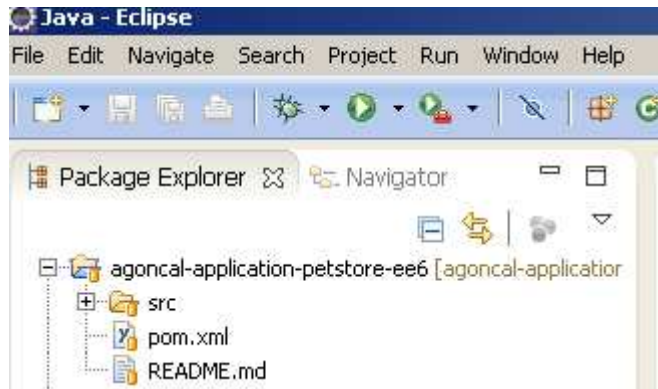 Java - Eclipse
File Edit Navigate Search Project Run Window Help
Package Explorer Navigator
agoncal-application-petstore-ee6 [agoncal-applicatior
src
pom.xml
README.md